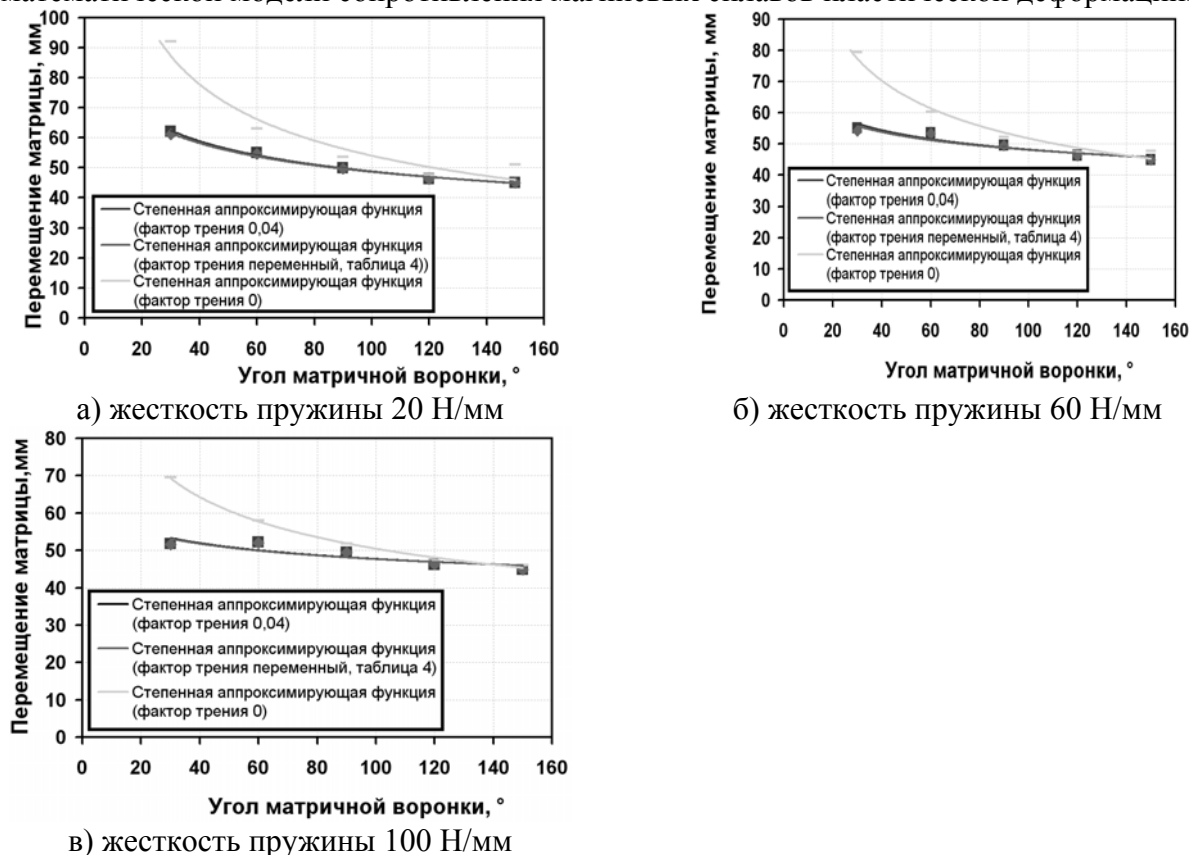 математической модели сопротивления магниевых сплавов пластической деформации
Перемещение матрицы, мм
100
90
80
70
60
50
40
30
20
10
0
Степенная аппроксимирующая функция
(фактор трения 0,04)
Степенная аппроксимирующая функция
(фактор трения переменный, таблица 4))
Степенная аппроксимирующая функция
(фактор трения 0)
0 20 40 60 80 100 120 140 160
Угол матричной воронки, °
а) жесткость пружины 20 Н/мм
Перемещение матрицы, мм
90
80
70
60
50
40
30
20
10
0
Степенная аппроксимирующая функция
(фактор трения 0,04)
Степенная аппроксимирующая функция
(фактор трения переменный, таблица 4)
Степенная аппроксимирующая функция
(фактор трения 0)
0 20 40 60 80 100 120 140 160
Угол матричной воронки, °
б) жесткость пружины 60 Н/мм
Перемещение матрицы,мм
80
70
60
50
40
30
20
10
0
Степенная аппроксимирующая функция
(фактор трения 0,04)
Степенная аппроксимирующая функция
(фактор трения переменный, таблица 4)
Степенная аппроксимирующая функция
(фактор трения 0)
0 20 40 60 80 100 120 140 160
Угол матричной воронки, °
в) жесткость пружины 100 Н/мм